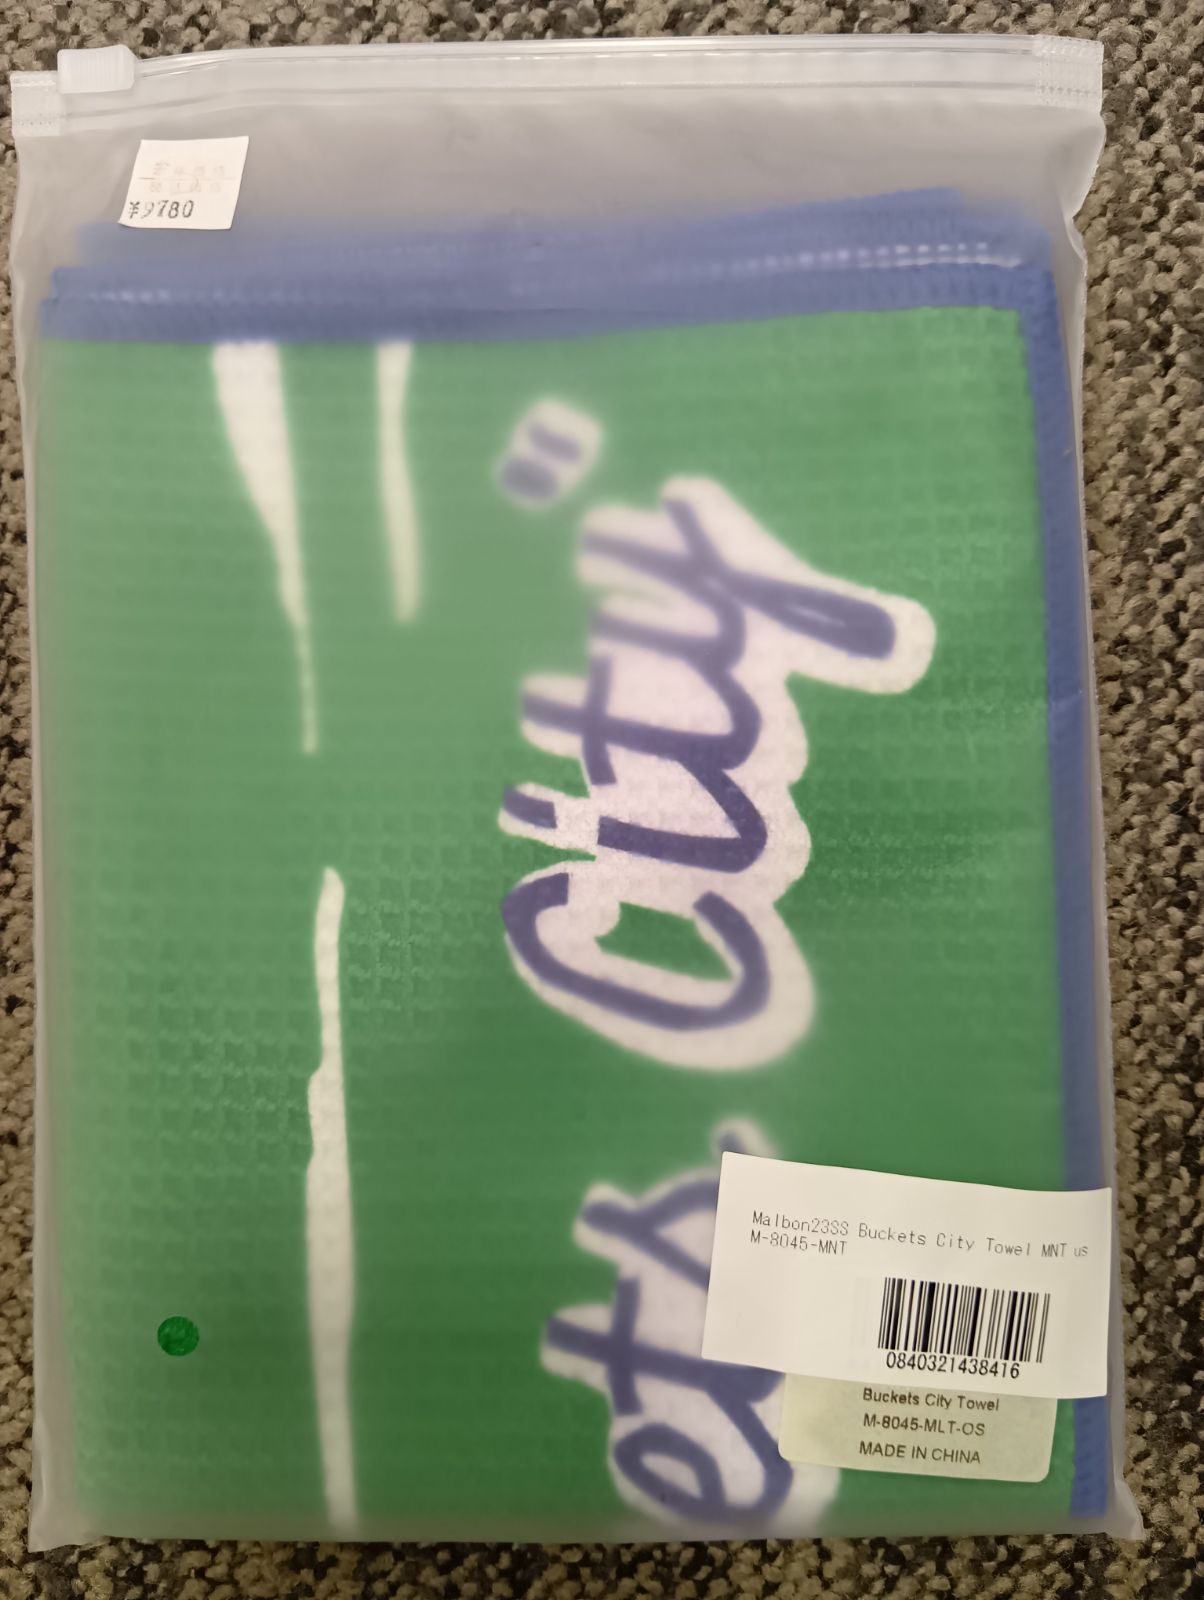 ¥9780
City"
ets
Malbon23SS Buckets City Towel MNT us
M-8045-MNT
0840321438416
Buckets City Towel
M-8045-MLT-OS
MADE IN CHINA